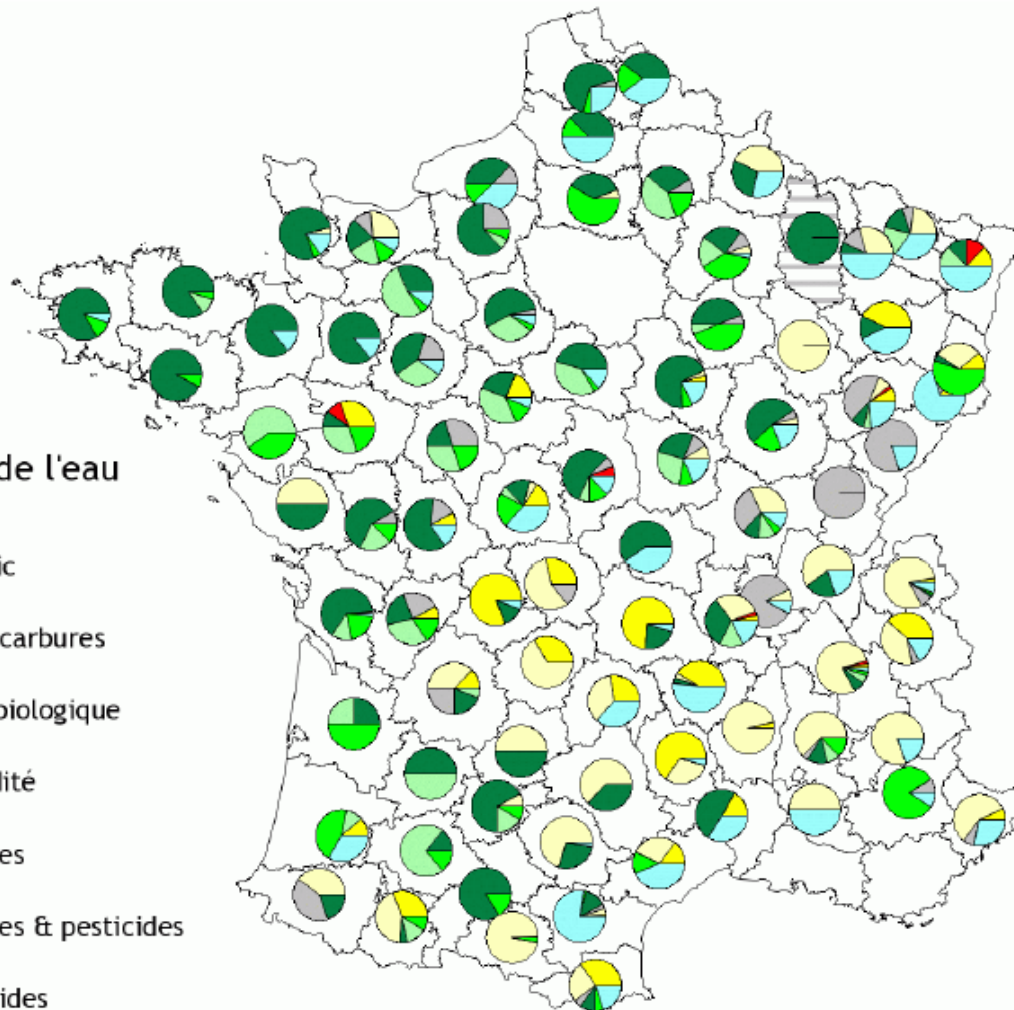 de l'eau
ic
carbures
biologique
lité
es
es & pesticides
ides